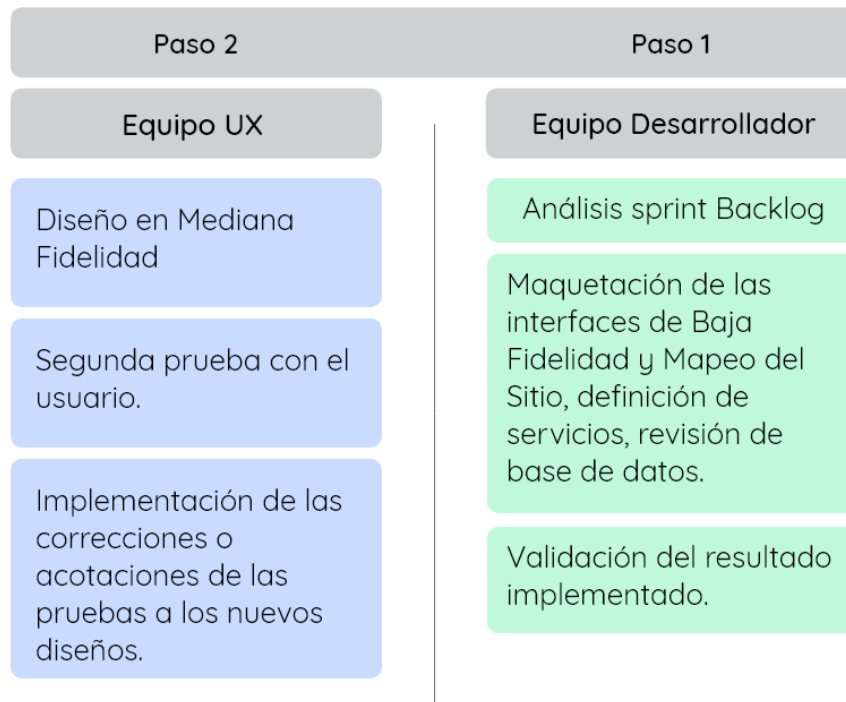 Paso 2
Paso 1
Equipo UX
Diseño en Mediana
Fidelidad
Segunda prueba con el
usuario.
Implementación de las
correcciones o
acotaciones de las
pruebas a los nuevos
diseños.
Equipo Desarrollador
Análisis sprint Backlog
Maquetación de las
interfaces de Baja
Fidelidad y Mapeo del
Sitio, definición de
servicios, revisión de
base de datos.
Validación del resultado
implementado.